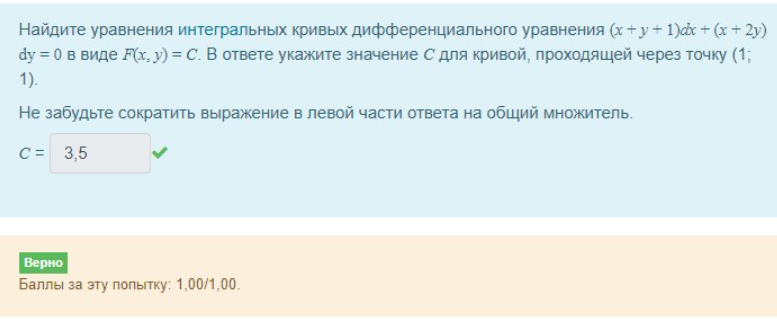 Найдите уравнения интегральных кривых дифференциального уравнения (x + y + 1)dx + (x + 2y)
dy = 0 в виде F(x, y) = C. В ответе укажите значение C для кривой, проходящей через точку (1;
1).
Не забудьте сократить выражение в левой части ответа на общий множитель.
C = 3,5
Верно
Баллы за эту попытку: 1,00/1,00.